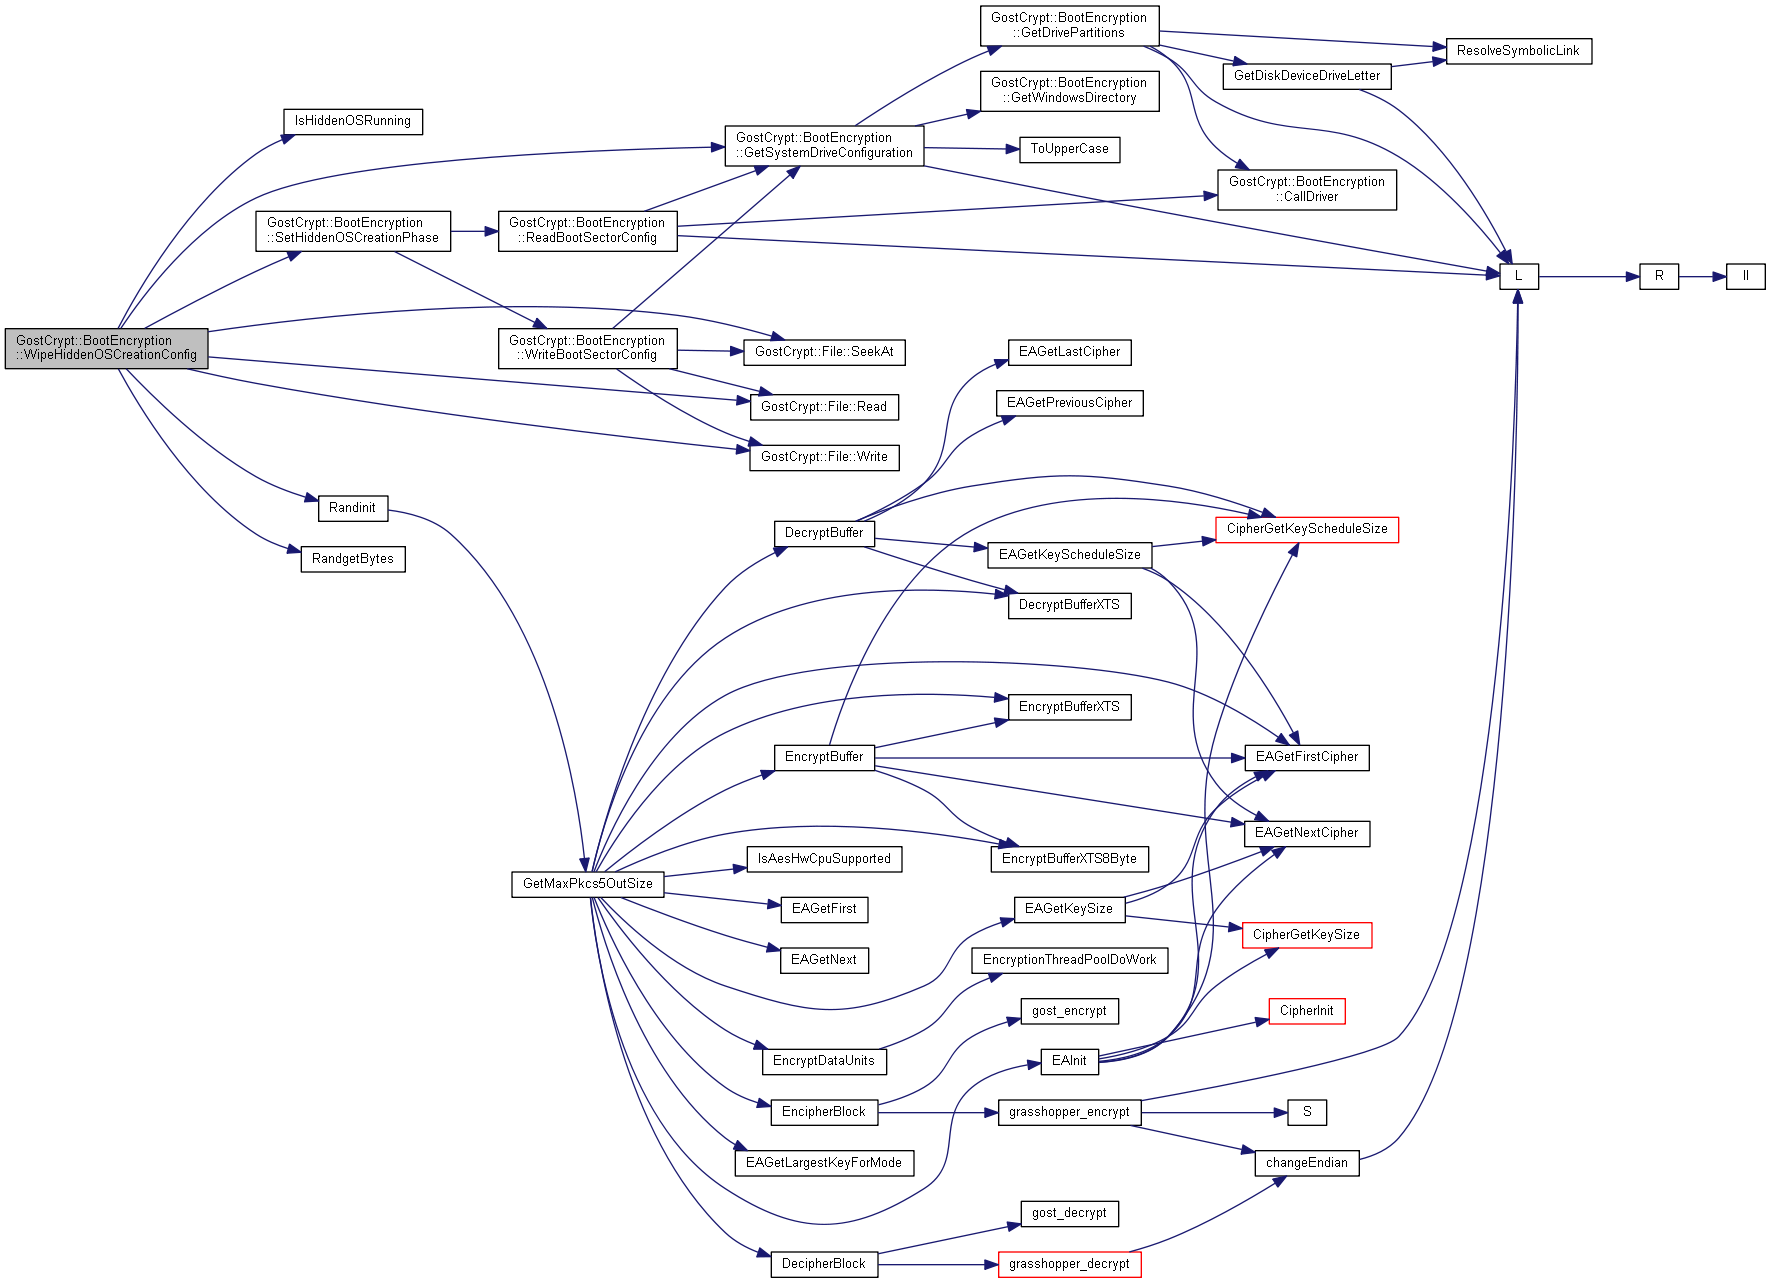 GostCrypt::BootEncryption
::WipeHiddenOSCreationConfig
IsHiddenOSRunning
GostCrypt::BootEncryption
::SetHiddenOSCreationPhase
Randinit
RandgetBytes
GostCrypt::BootEncryption
::ReadBootSectorConfig
GostCrypt::BootEncryption
::WriteBootSectorConfig
GetMaxPkcs5OutSize
GostCrypt::BootEncryption
::GetSystemDriveConfiguration
GostCrypt::File::SeekAt
GostCrypt::File::Read
GostCrypt::File::Write
DecryptBuffer
EncryptBuffer
IsAesHwCpuSupported
EAGetFirst
EAGetNext
EncryptDataUnits
EncipherBlock
EAGetLargestKeyForMode
DecipherBlock
GostCrypt::BootEncryption
::GetDrivePartitions
GostCrypt::BootEncryption
::GetWindowsDirectory
ToUpperCase
EAGetLastCipher
EAGetPreviousCipher
EAGetKeyScheduleSize
DecryptBufferXTS
EncryptBufferXTS
EncryptBufferXTS8Byte
EAGetKeySize
EncryptionThreadPoolDoWork
gost_encrypt
EAInit
grasshopper_encrypt
gost_decrypt
grasshopper_decrypt
GetDiskDeviceDriveLetter
GostCrypt::BootEncryption
::CallDriver
CipherGetKeyScheduleSize
EAGetFirstCipher
EAGetNextCipher
CipherGetKeySize
CipherInit
S
changeEndian
ResolveSymbolicLink
L
R
II